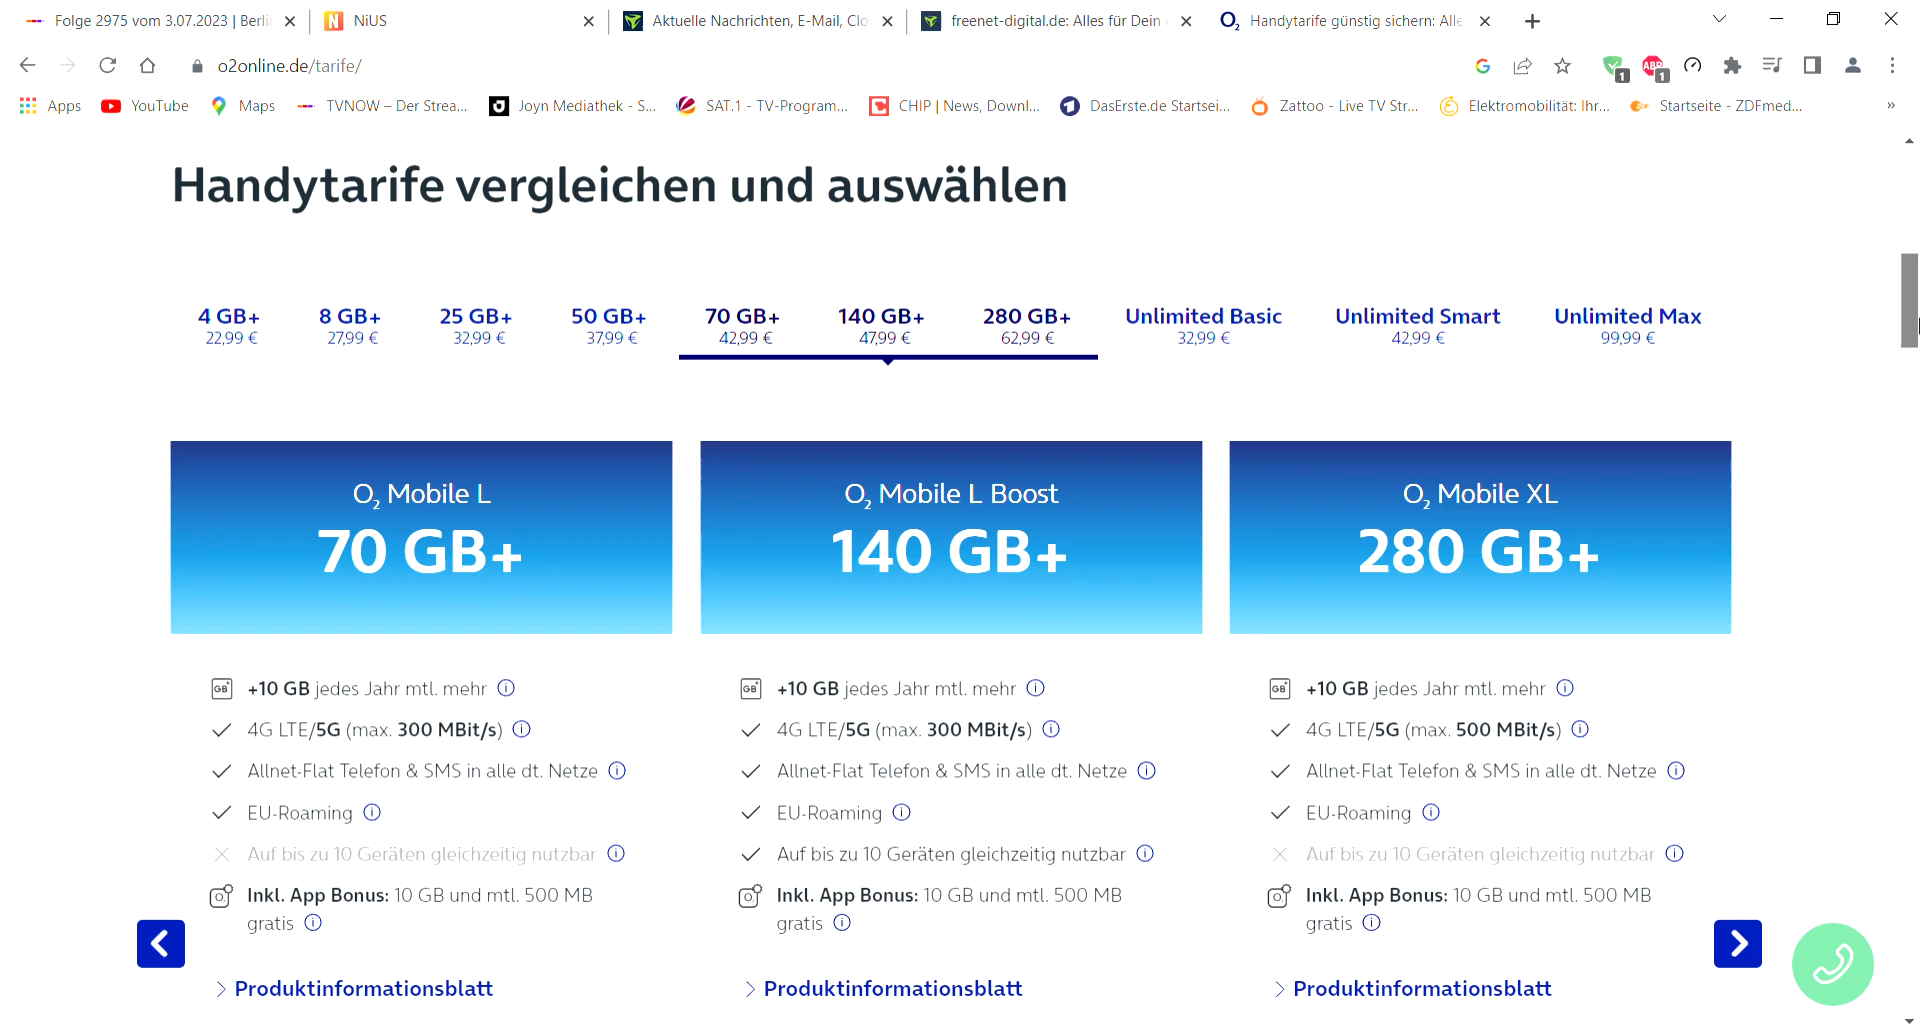 Folge 2975 vom 3.07.2023 | Berli
NiUS
Aktuelle Nachrichten, E-Mail, Clo
freenet-digital.de: Alles für Dein
Handytarife günstig sichern: Alle
o2online.de/tarife/
1
ABP
1
Apps
YouTube
Maps
TVNOW – Der Strea...
Joyn Mediathek - S...
SAT.1 - TV-Program...
CHIP | News, Downl...
DasErste.de Startsei...
Zattoo - Live TV Str...
Elektromobilität: Ihr...
Startseite - ZDFmed...
»
Handytarife vergleichen und auswählen
4 GB+ 8 GB+ 25 GB+ 50 GB+ 70 GB+ 140 GB+ 280 GB+ Unlimited Basic Unlimited Smart Unlimited Max
22,99 € 27,99 € 32,99 € 37,99 € 42,99 € 47,99 € 62,99 € 32,99 € 42,99 € 99,99 €
O₂ Mobile L
70 GB+
+10 GB jedes Jahr mtl. mehr
4G LTE/5G (max. 300 MBit/s)
Allnet-Flat Telefon & SMS in alle dt. Netze
EU-Roaming
Auf bis zu 10 Geräten gleichzeitig nutzbar
Inkl. App Bonus: 10 GB und mtl. 500 MB
gratis
Produktinformationsblatt
O₂ Mobile L Boost
140 GB+
+10 GB jedes Jahr mtl. mehr
4G LTE/5G (max. 300 MBit/s)
Allnet-Flat Telefon & SMS in alle dt. Netze
EU-Roaming
Auf bis zu 10 Geräten gleichzeitig nutzbar
Inkl. App Bonus: 10 GB und mtl. 500 MB
gratis
Produktinformationsblatt
O₂ Mobile XL
280 GB+
+10 GB jedes Jahr mtl. mehr
4G LTE/5G (max. 500 MBit/s)
Allnet-Flat Telefon & SMS in alle dt. Netze
EU-Roaming
Auf bis zu 10 Geräten gleichzeitig nutzbar
Inkl. App Bonus: 10 GB und mtl. 500 MB
gratis
Produktinformationsblatt